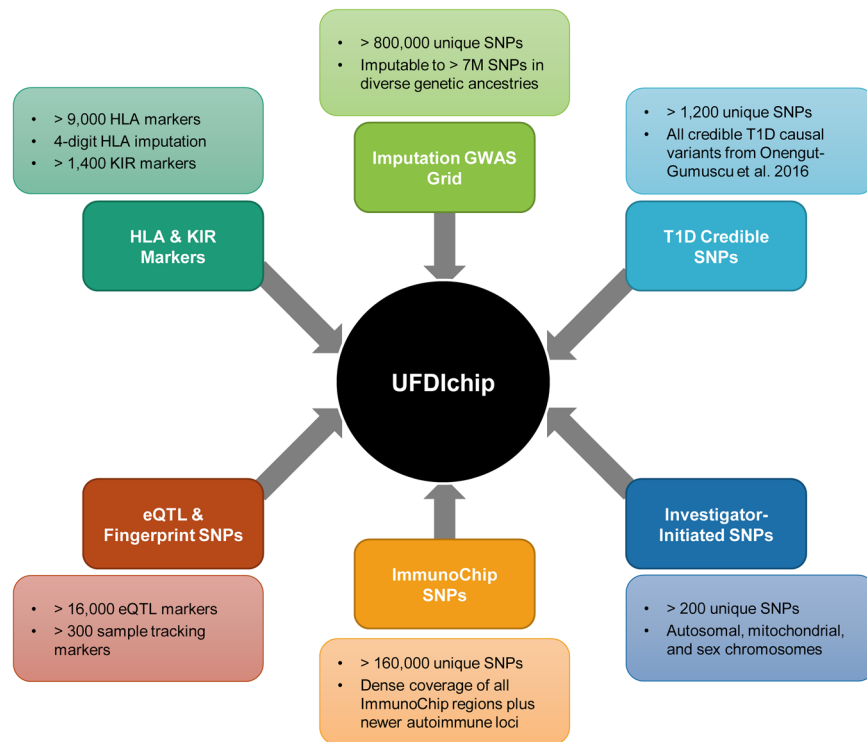 • > 800,000 unique SNPs
• Imputable to > 7M SNPs in
diverse genetic ancestries
Imputation GWAS
Grid
• > 9,000 HLA markers
• 4-digit HLA imputation
• > 1,400 KIR markers
HLA & KIR
Markers
• > 1,200 unique SNPs
• All credible T1D causal
variants from Onengut-
Gumuscu et al. 2016
T1D Credible
SNPs
UFDIchip
eQTL &
Fingerprint SNPs
• > 16,000 eQTL markers
• > 300 sample tracking
markers
ImmunoChip
SNPs
• > 160,000 unique SNPs
• Dense coverage of all
ImmunoChip regions plus
newer autoimmune loci
Investigator-
Initiated SNPs
• > 200 unique SNPs
• Autosomal, mitochondrial,
and sex chromosomes